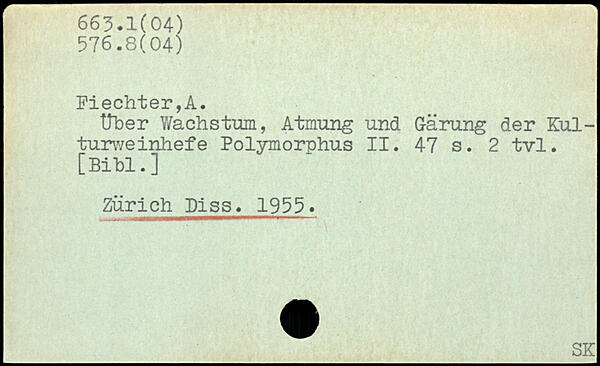 663.1(04)
576.8(04)
Fiechter,A.
Über Wachstum, Atmung und Gärung der Kul-
turweinhefe Polymorphus II. 47 s. 2 tvl.
[Bibl.]
Zürich Diss. 1955.
SK